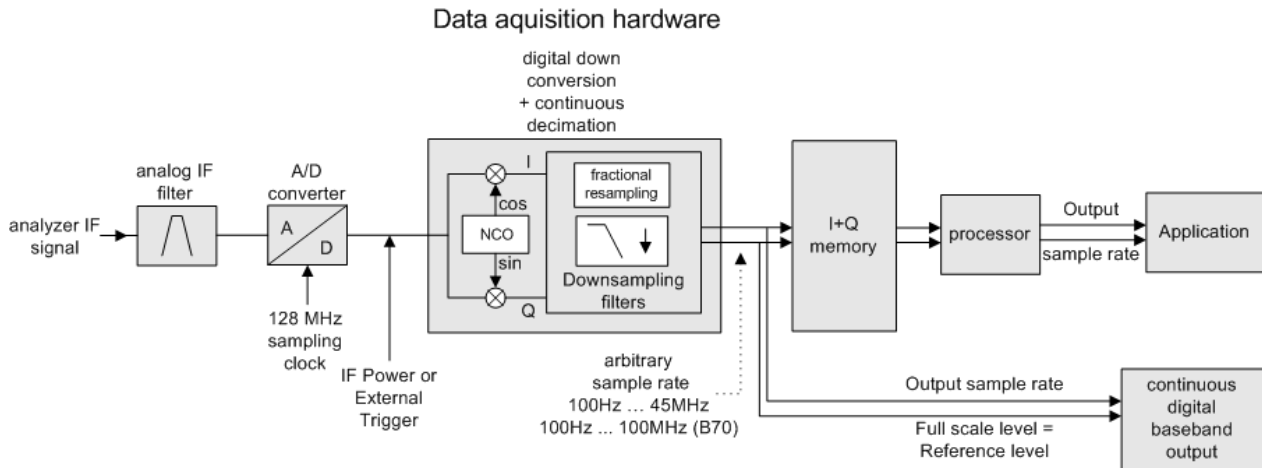 Data aquisition hardware
digital down
conversion
+ continuous
decimation
analyzer IF
signal
analog IF
filter
A/D
converter
A
D
128 MHz
sampling
clock
IF Power or
External
Trigger
I
cos
NCO
sin
Q
fractional
resampling
Downsampling
filters
arbitrary
sample rate
100Hz ... 45MHz
100Hz ... 100MHz (B70)
I+Q
memory
processor
Output
sample rate
Application
Output sample rate
Full scale level =
Reference level
continuous
digital
baseband
output